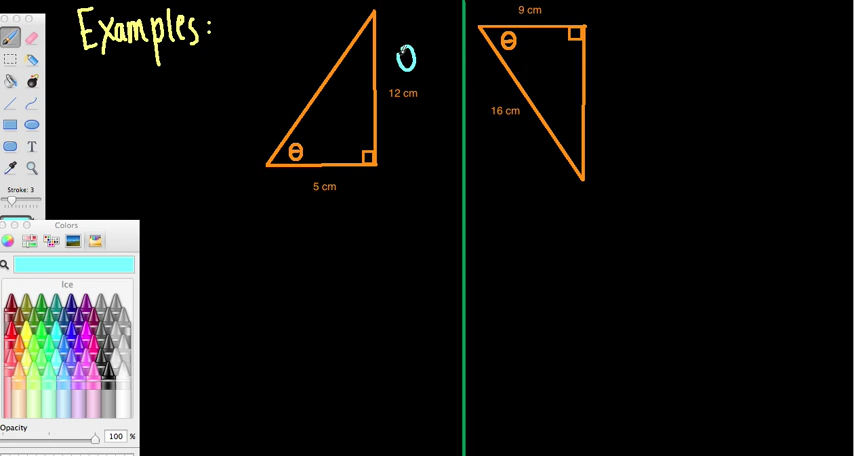 Examples:
O
12 cm
θ
5 cm
9 cm
θ
16 cm
T
Stroke: 3
Colors
Ice
Opacity
100 %